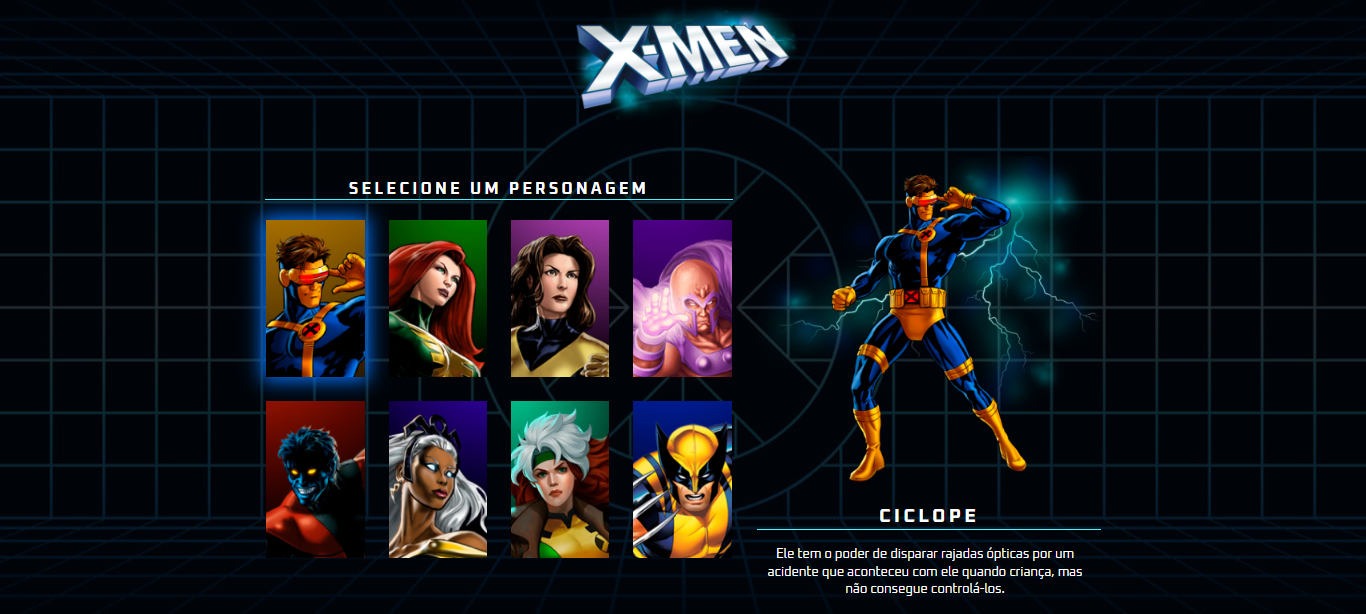 X-MEN
SELECIONE UM PERSONAGEM
CICLOPE
Ele tem o poder de disparar rajadas ópticas por um
acidente que aconteceu com ele quando criança, mas
não consegue controlá-los.